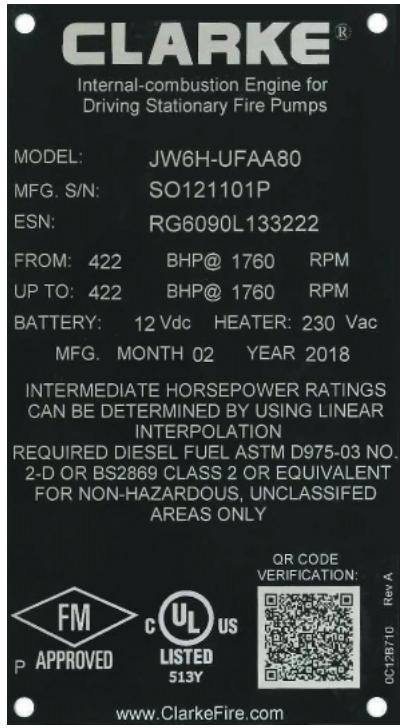 CLARKE®
Internal-combustion Engine for
Driving Stationary Fire Pumps
MODEL: JW6H-UFAA80
MFG. S/N: SO121101P
ESN: RG6090L133222
FROM: 422 BHP@ 1760 RPM
UP TO: 422 BHP@ 1760 RPM
BATTERY: 12 Vdc HEATER: 230 Vac
MFG. MONTH 02 YEAR 2018
INTERMEDIATE HORSEPOWER RATINGS
CAN BE DETERMINED BY USING LINEAR
INTERPOLATION
REQUIRED DIESEL FUEL ASTM D975-03 NO.
2-D OR BS2869 CLASS 2 OR EQUIVALENT
FOR NON-HAZARDOUS, UNCLASSIFED
AREAS ONLY
QR CODE
VERIFICATION:
FM
P APPROVED
C UL US
LISTED
513Y
0C12B710 Rev A
www.ClarkeFire.com